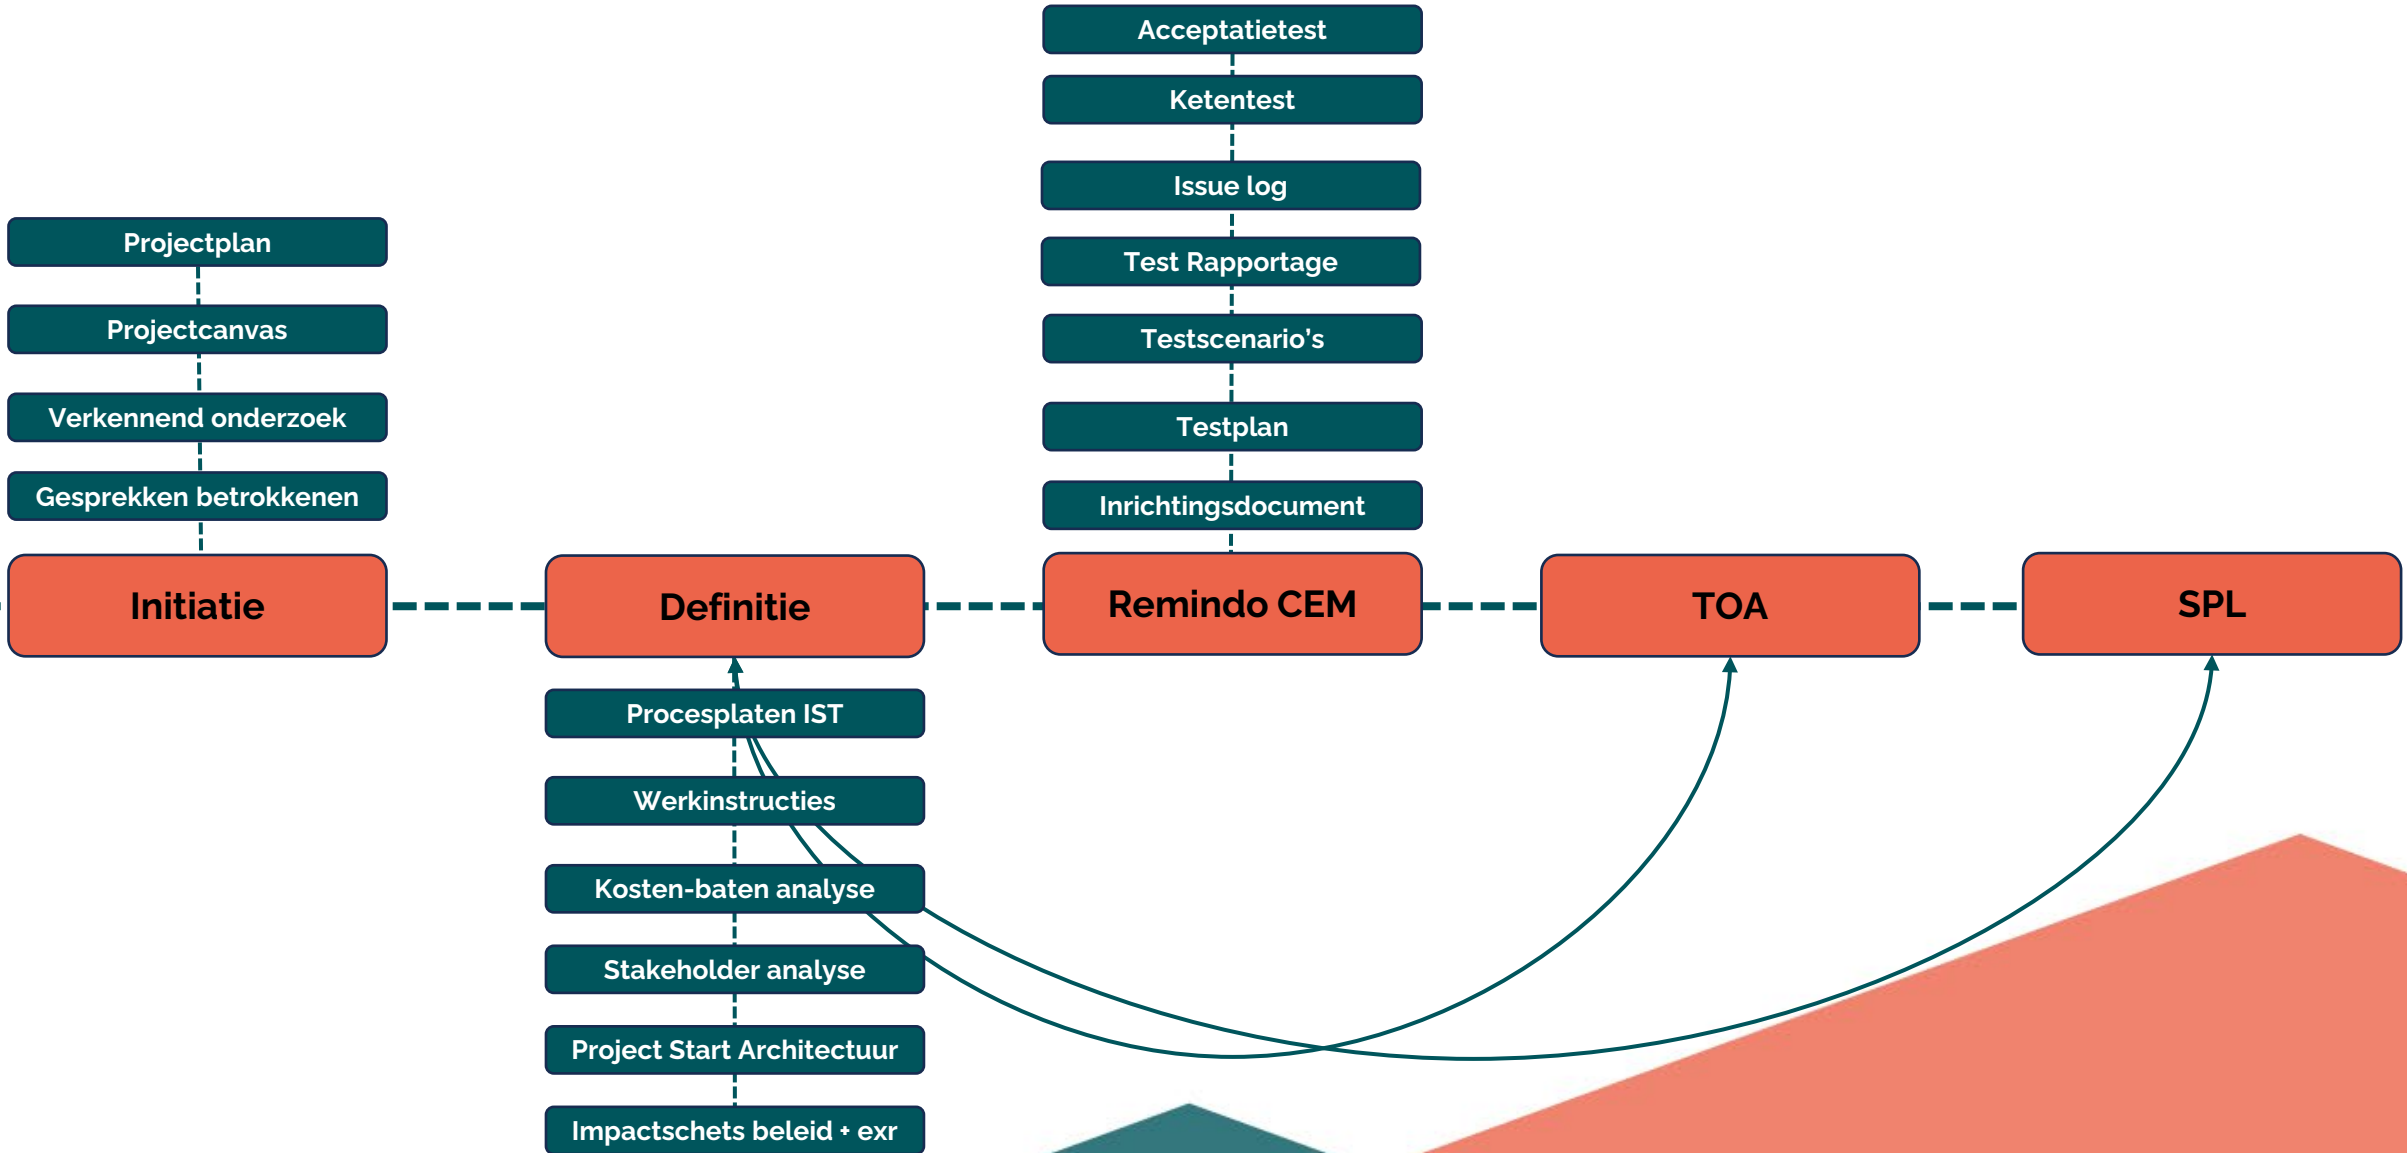 Acceptatietest
Ketentest
Issue log
Test Rapportage
Testscenario’s
Testplan
Inrichtingsdocument
Projectplan
Projectcanvas
Verkennend onderzoek
Gesprekken betrokkenen
Initiatie
Definitie
Remindo CEM
TOA
SPL
Procesplaten IST
Werkinstructies
Kosten-baten analyse
Stakeholder analyse
Project Start Architectuur
Impactschets beleid + exr